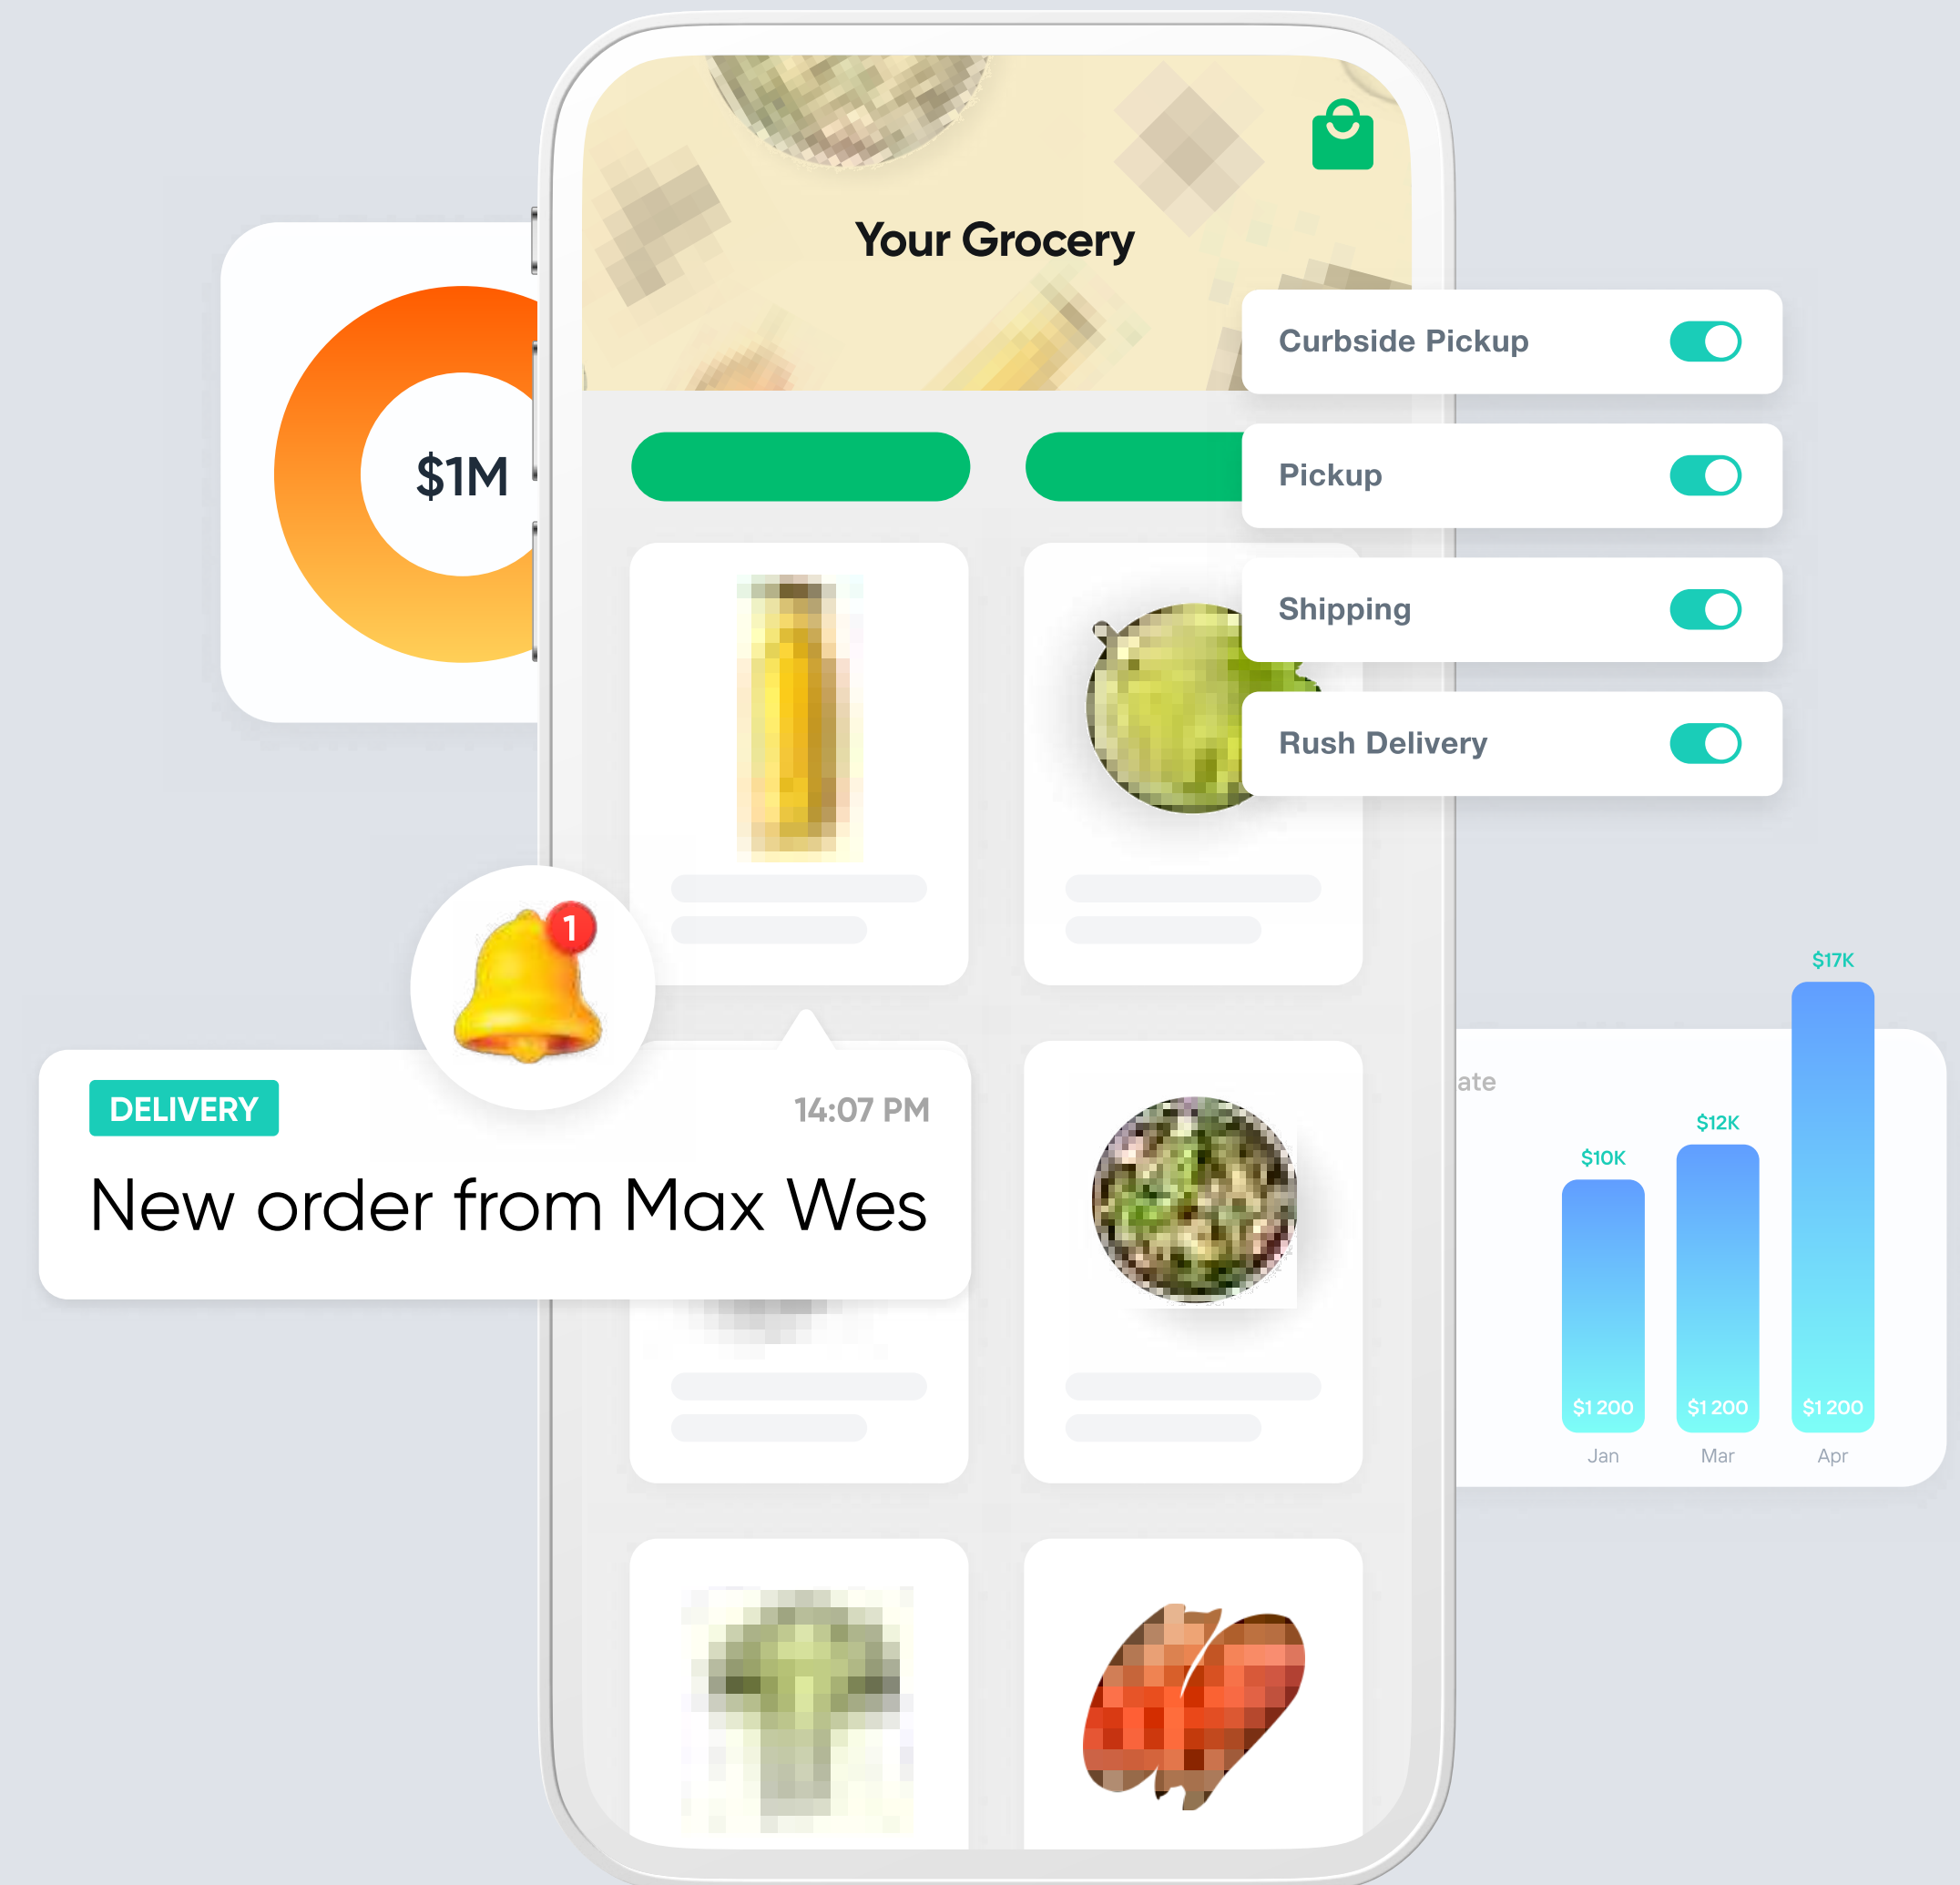 Your Grocery
$1M
Curbside Pickup
Pickup
Shipping
Rush Delivery
1
DELIVERY
14:07 PM
New order from Max Wes
ate
$17K
$12K
$10K
$1 200
$1 200
$1 200
Jan
Mar
Apr